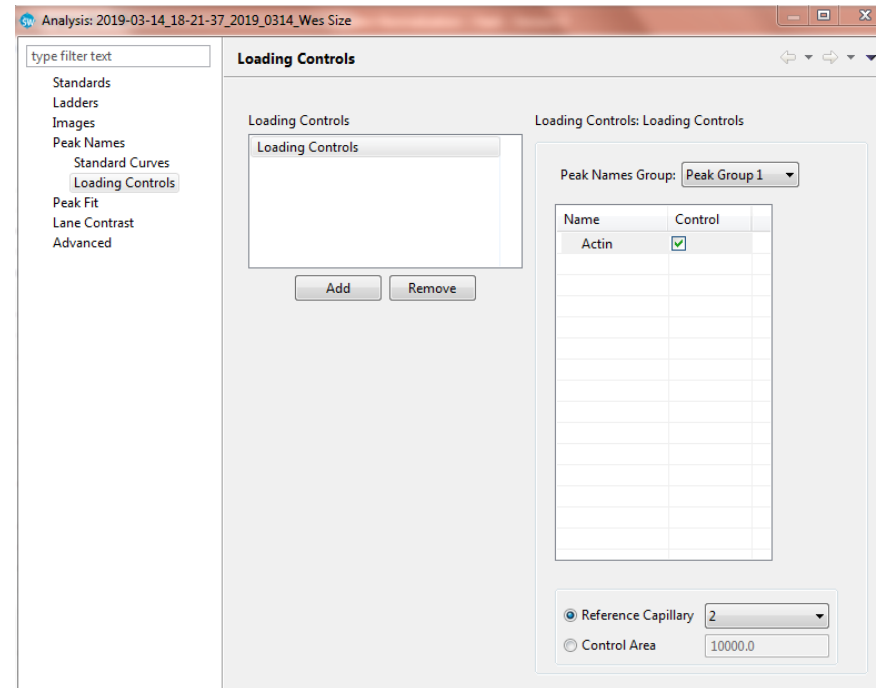 SW Analysis: 2019-03-14_18-21-37_2019_0314_Wes Size
type filter text
Standards
Ladders
Images
Peak Names
Standard Curves
Loading Controls
Peak Fit
Lane Contrast
Advanced
Loading Controls
Loading Controls
Loading Controls
Add Remove
Loading Controls: Loading Controls
Peak Names Group: Peak Group 1
Name Control
Actin
Reference Capillary 2
Control Area 10000.0